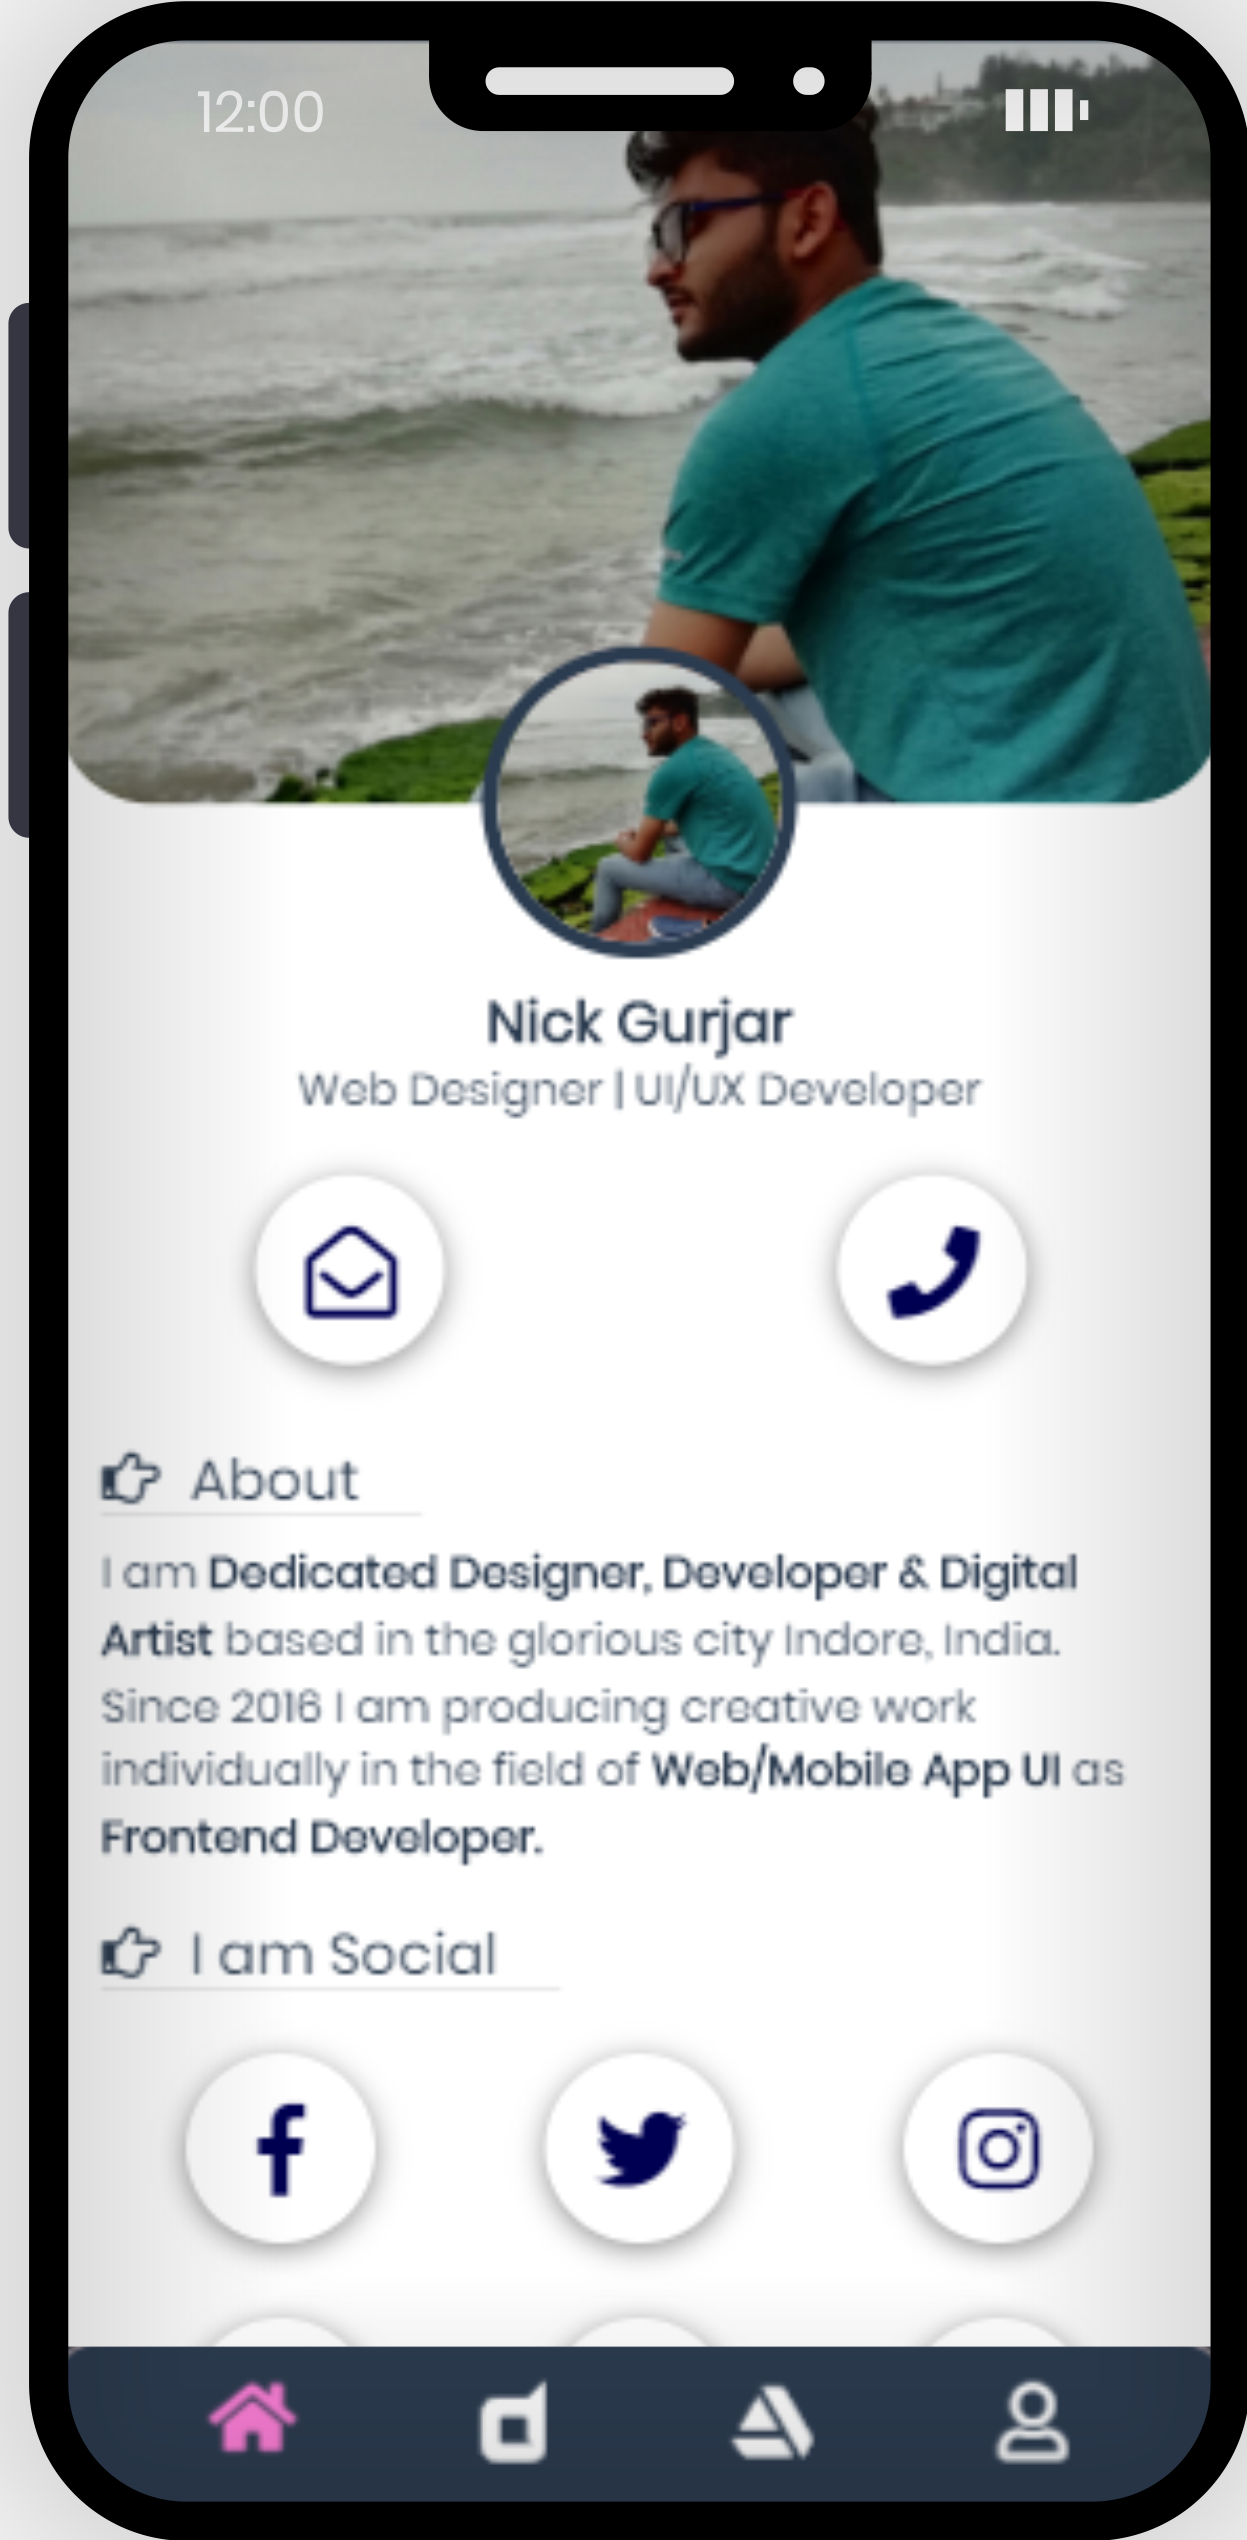 12:00
Nick Gurjar
Web Designer | UI/UX Developer
About
I am Dedicated Designer, Developer & Digital
Artist based in the glorious city Indore, India.
Since 2016 I am producing creative work
individually in the field of Web/Mobile App UI as
Frontend Developer.
I am Social